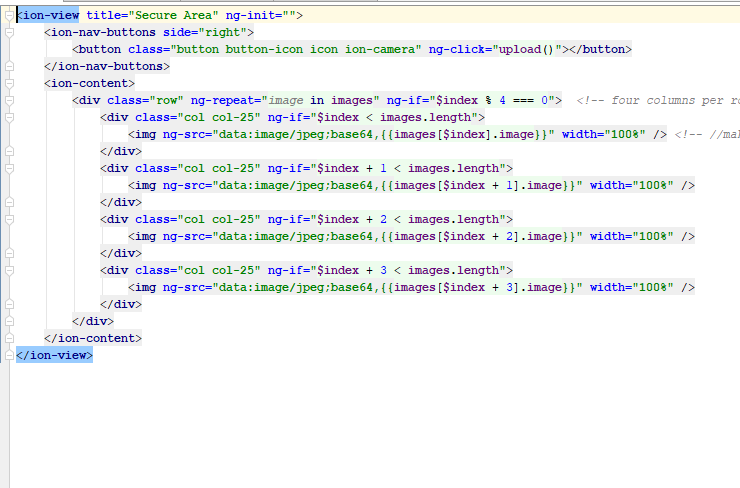 <ion-view title="Secure Area" ng-init="">
<ion-nav-buttons side="right">
<button class="button button-icon icon ion-camera" ng-click="upload()"></button>
</ion-nav-buttons>
<ion-content>
<div class="row" ng-repeat="image in images" ng-if="$index % 4 === 0"> <!-- four columns per
<div class="col col-25" ng-if="$index < images.length">
<img ng-src="data:image/jpeg;base64,{{images[$index].image}}" width="100%" /> <!--
</div>
<div class="col col-25" ng-if="$index + 1 < images.length">
<img ng-src="data:image/jpeg;base64,{{images[$index + 1].image}}" width="100%" />
</div>
<div class="col col-25" ng-if="$index + 2 < images.length">
<img ng-src="data:image/jpeg;base64,{{images[$index + 2].image}}" width="100%" />
</div>
<div class="col col-25" ng-if="$index + 3 < images.length">
<img ng-src="data:image/jpeg;base64,{{images[$index + 3].image}}" width="100%" />
</div>
</div>
</ion-content>
</ion-view>